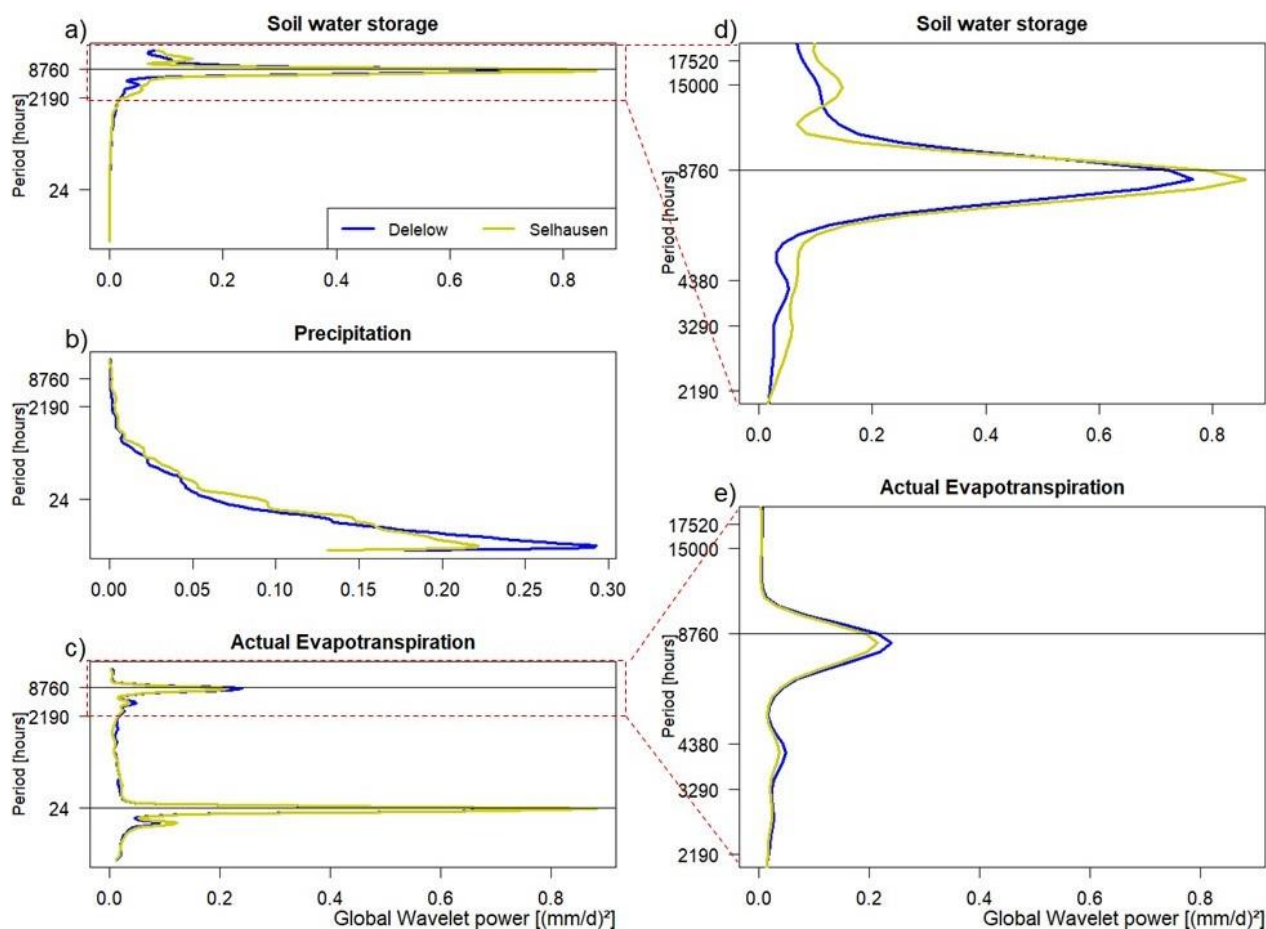 a)
Soil water storage
8760
2190
24
Period [hours]
Delelow
Selhausen
0.0 0.2 0.4 0.6 0.8
b)
Precipitation
8760
2190
24
Period [hours]
0.00 0.05 0.10 0.15 0.20 0.25 0.30
c)
Actual Evapotranspiration
8760
2190
24
Period [hours]
0.0 0.2 0.4 0.6 0.8
Global Wavelet power [(mm/d)²]
d)
Soil water storage
17520
15000
8760
4380
3290
2190
Period [hours]
0.0 0.2 0.4 0.6 0.8
e)
Actual Evapotranspiration
17520
15000
8760
4380
3290
2190
Period [hours]
0.0 0.2 0.4 0.6 0.8
Global Wavelet power [(mm/d)²]